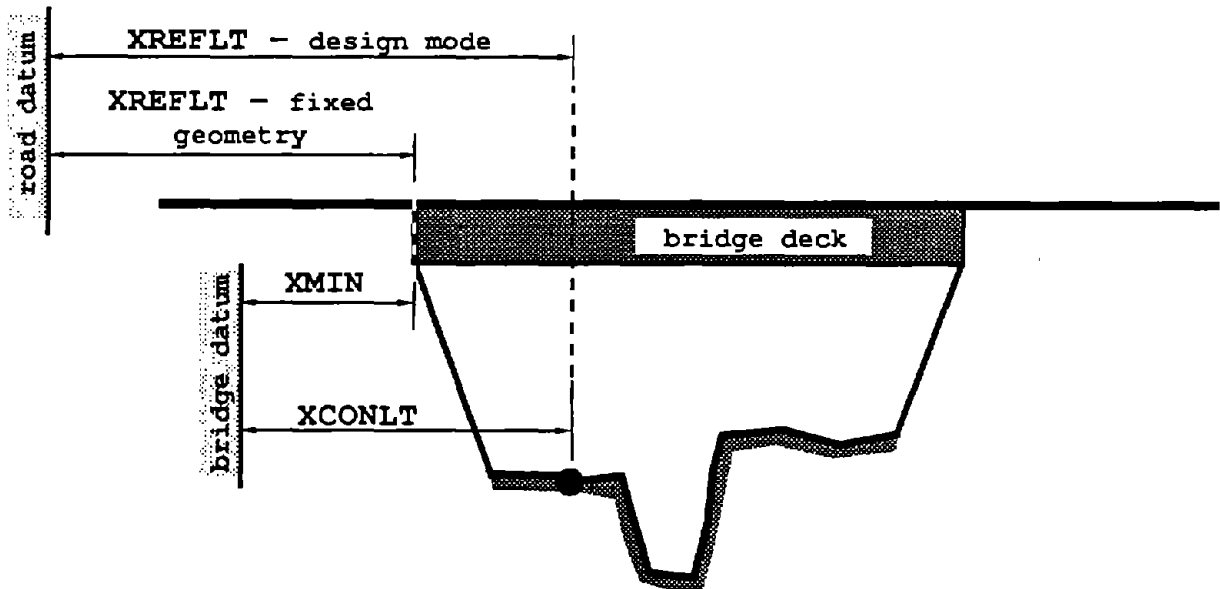 XREFLT – design mode
XREFLT – fixed
geometry
road datum
bridge deck
XMIN
bridge datum
XCONLT